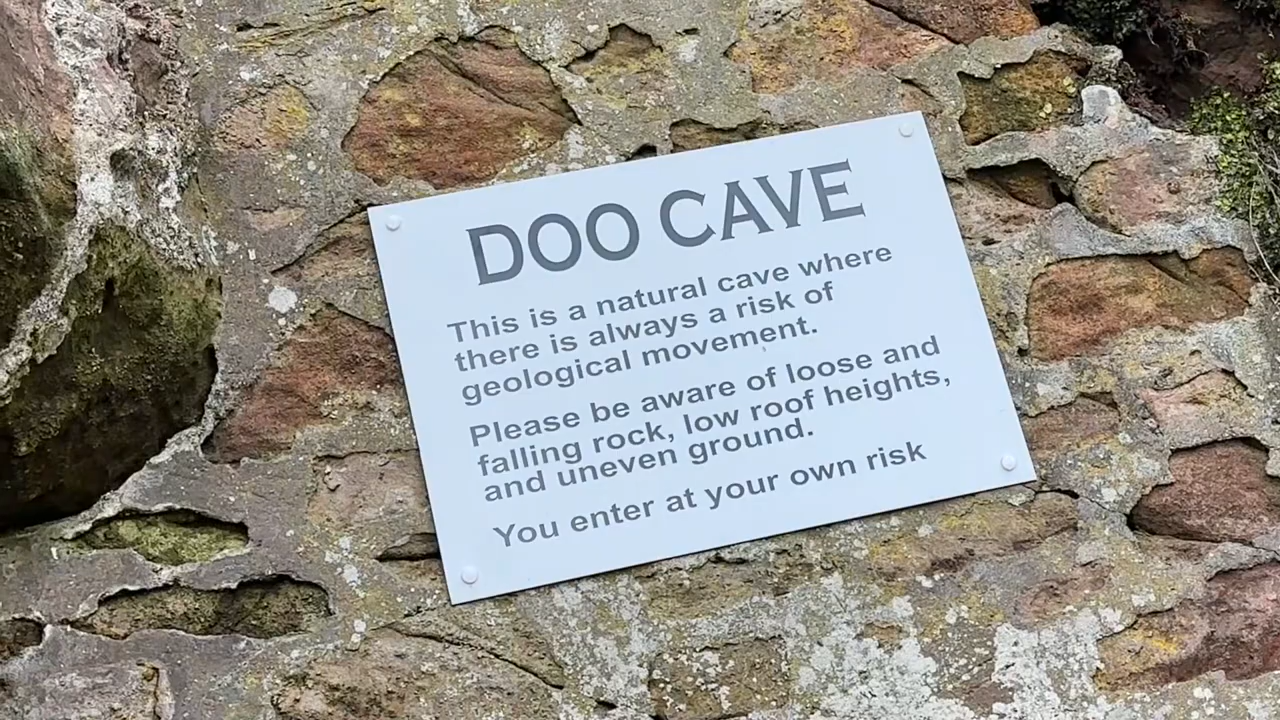 DOO CAVE
This is a natural cave where
there is always a risk of
geological movement.
Please be aware of loose and
falling rock, low roof heights,
and uneven ground.
You enter at your own risk